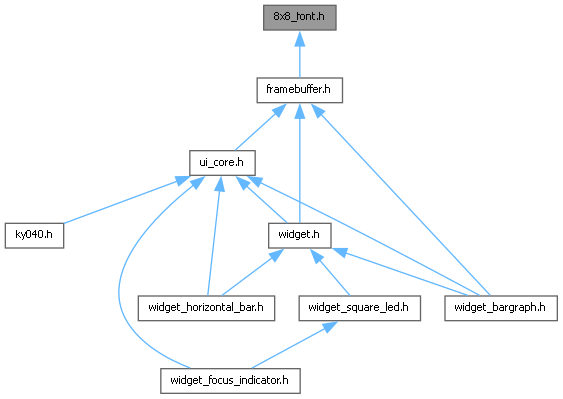 8x8_font.h
framebuffer.h
ui_core.h
ky040.h
widget.h
widget_horizontal_bar.h
widget_square_led.h
widget_bargraph.h
widget_focus_indicator.h